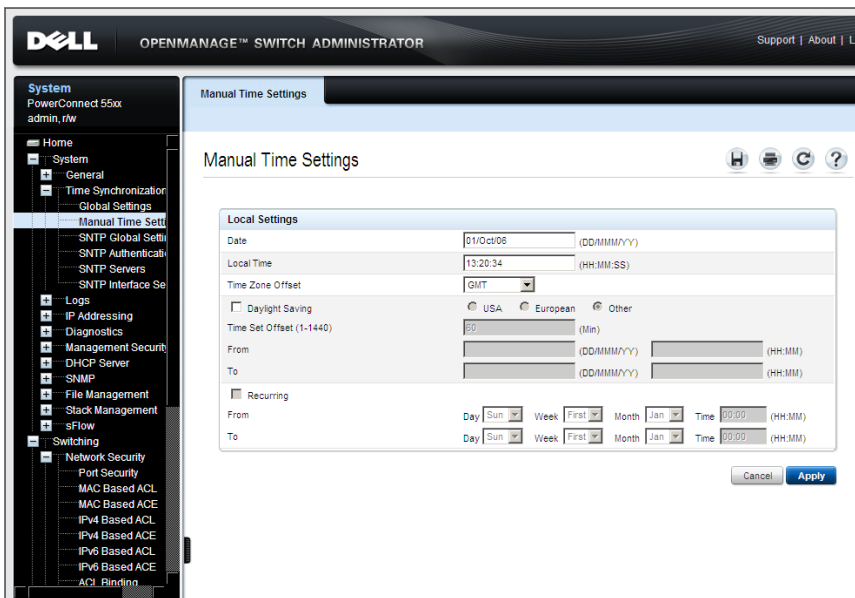 DELL OPENMANAGE™ SWITCH ADMINISTRATOR Support | About | L
System
PowerConnect 55xx
admin, r/w
Home
System
General
Time Synchronization
Global Settings
Manual Time Setti
SNTP Global Settin
SNTP Authenticati
SNTP Servers
SNTP Interface Se
Logs
IP Addressing
Diagnostics
Management Security
DHCP Server
SNMP
File Management
Stack Management
sFlow
Switching
Network Security
Port Security
MAC Based ACL
MAC Based ACE
IPv4 Based ACL
IPv4 Based ACE
IPv6 Based ACL
IPv6 Based ACE
ACL Binding
Manual Time Settings
Manual Time Settings
Local Settings
Date 01/Oct/06 (DD/MMM/YY)
Local Time 13:20:34 (HH:MM:SS)
Time Zone Offset GMT
Daylight Saving USA European Other
Time Set Offset (1-1440) 60 (Min)
From (DD/MMM/YY) (HH:MM)
To (DD/MMM/YY) (HH:MM)
Recurring
From Day Sun Week First Month Jan Time 00:00 (HH:MM)
To Day Sun Week First Month Jan Time 00:00 (HH:MM)
Cancel Apply